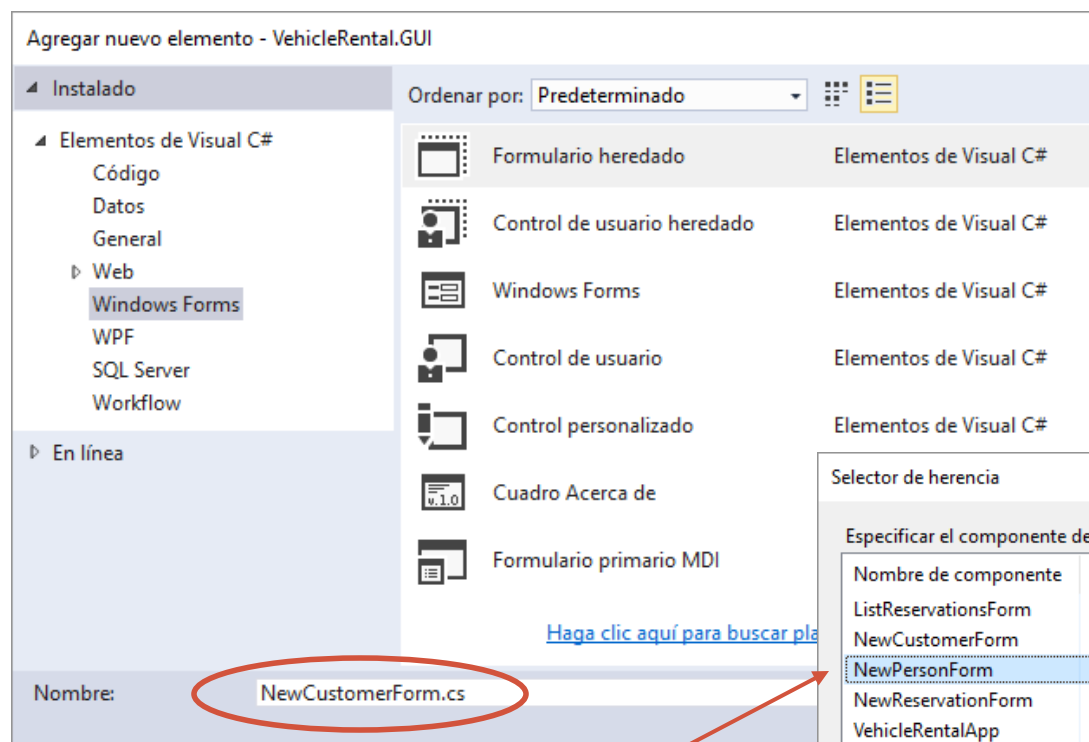 Agregar nuevo elemento - VehicleRental.GUI
Instalado
Ordenar por: Predeterminado
Elementos de Visual C#
Código
Datos
General
Web
Windows Forms
WPF
SQL Server
Workflow
En línea
Formulario heredado Elementos de Visual C#
Control de usuario heredado Elementos de Visual C#
Windows Forms Elementos de Visual C#
Control de usuario Elementos de Visual C#
Control personalizado Elementos de Visual C#
Cuadro Acerca de
v.1.0
Formulario primario MDI
Haga clic aquí para buscar pla
Nombre: NewCustomerForm.cs
Selector de herencia
Especificar el componente de
Nombre de componente
ListReservationsForm
NewCustomerForm
NewPersonForm
NewReservationForm
VehicleRentalApp